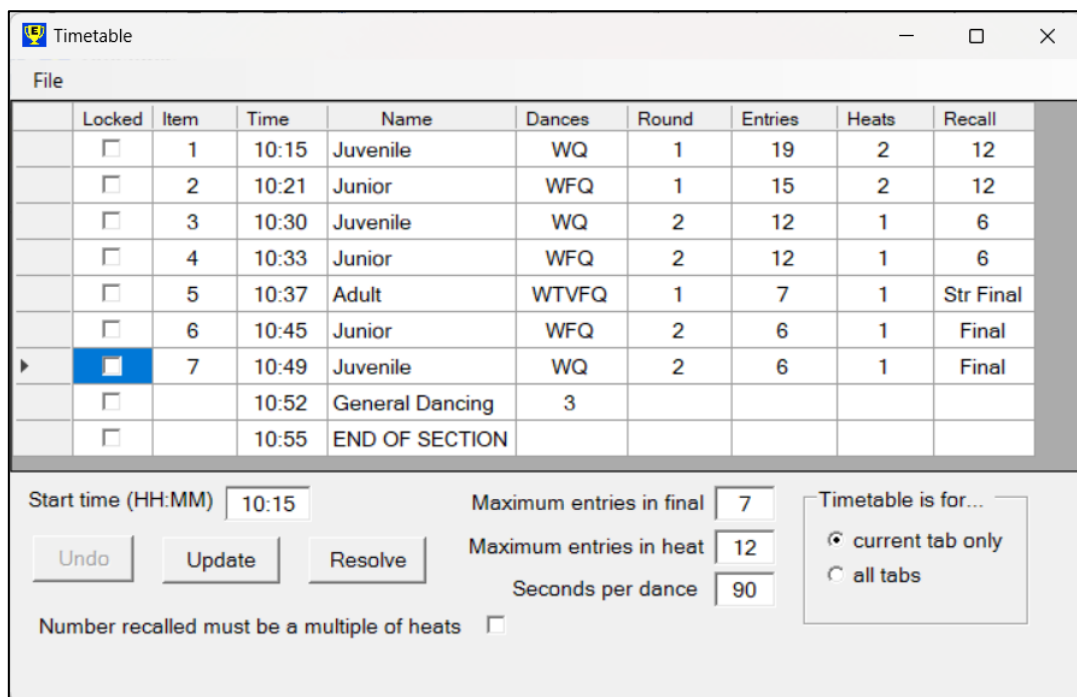 Timetable
File
Locked Item Time Name Dances Round Entries Heats Recall
1 10:15 Juvenile WQ 1 19 2 12
2 10:21 Junior WFQ 1 15 2 12
3 10:30 Juvenile WQ 2 12 1 6
4 10:33 Junior WFQ 2 12 1 6
5 10:37 Adult WTVFQ 1 7 1 Str Final
6 10:45 Junior WFQ 2 6 1 Final
7 10:49 Juvenile WQ 2 6 1 Final
10:52 General Dancing 3
10:55 END OF SECTION
Start time (HH:MM) 10:15 Maximum entries in final 7 Timetable is for...
Undo Update Resolve Maximum entries in heat 12 current tab only
Seconds per dance 90 all tabs
Number recalled must be a multiple of heats